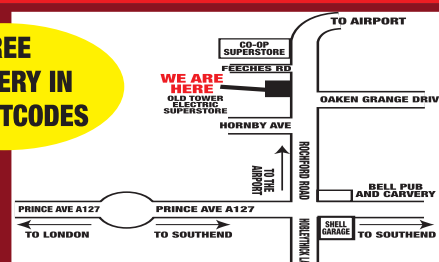 TO AIRPORT
CO-OP
SUPERSTORE
FEECHES RD
WE ARE
HERE
OLD TOWER
ELECTRIC
SUPERSTORE
OAKEN GRANGE DRIV
HORNBY AVE
REE
ERY IN
TCODES
TO THE
AIRPORT
ROCHFORD ROAD
BELL PUB
AND CARVERY
PRINCE AVE A127
PRINCE AVE A127
TO LONDON
TO SOUTHEND
HOBLEYTHICK L
SHELL
GARAGE
TO SOUTHEND